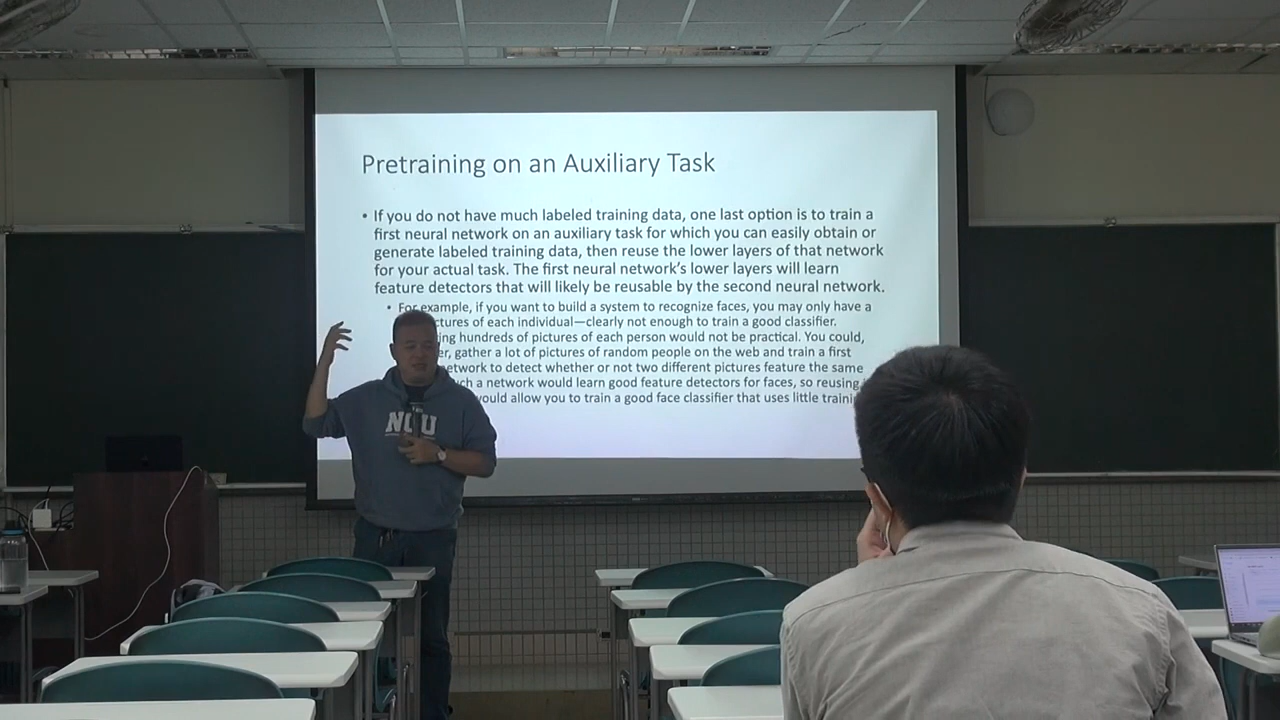 Pretraining on an Auxiliary Task
• If you do not have much labeled training data, one last option is to train a
first neural network on an auxiliary task for which you can easily obtain or
generate labeled training data, then reuse the lower layers of that network
for your actual task. The first neural network's lower layers will learn
feature detectors that will likely be reusable by the second neural network.
• For example, if you want to build a system to recognize faces, you may only have a
of each individual—clearly not enough to train a good classifier.
hundreds of pictures of each person would not be practical. You could,
gather a lot of pictures of random people on the web and train a first
to detect whether or not two different pictures feature the same
a network would learn good feature detectors for faces, so reusing
would allow you to train a good face classifier that uses little
NCU